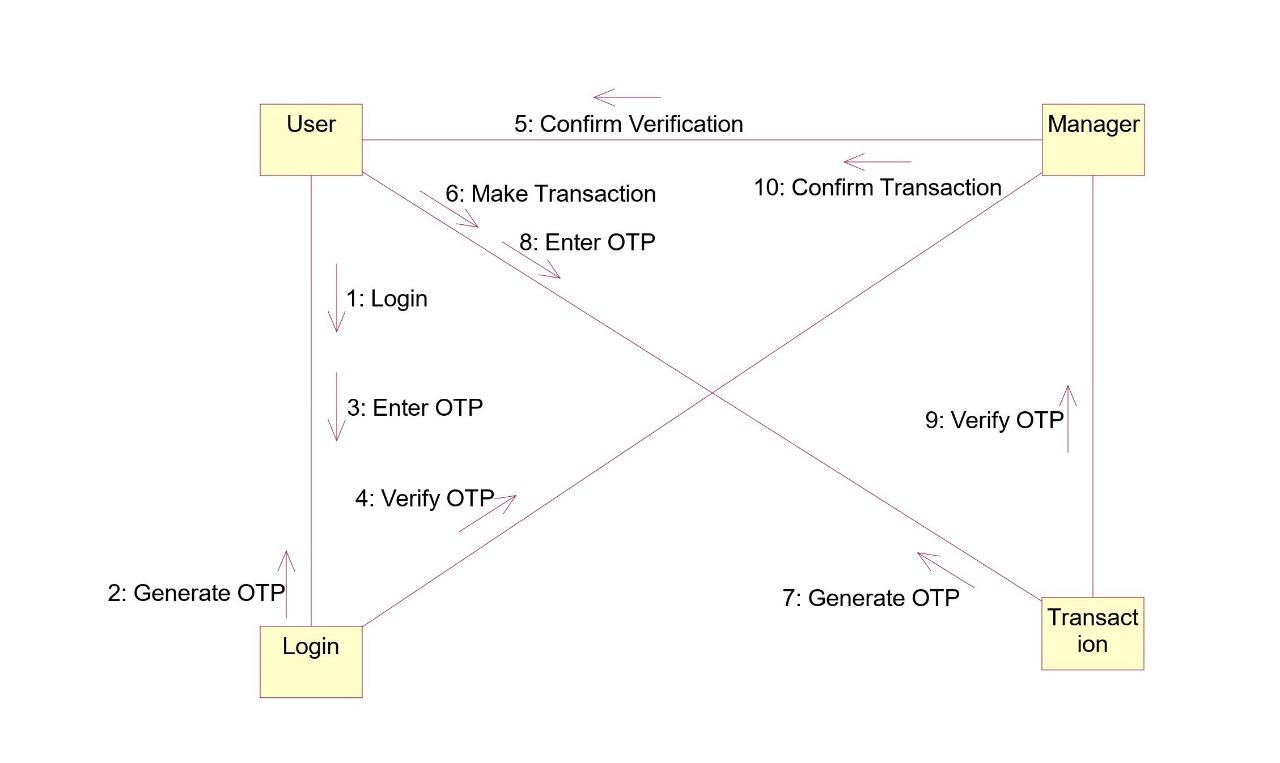 User
5: Confirm Verification
Manager
10: Confirm Transaction
6: Make Transaction
8: Enter OTP
1: Login
3: Enter OTP
9: Verify OTP
4: Verify OTP
2: Generate OTP
7: Generate OTP
Login
Transact
ion